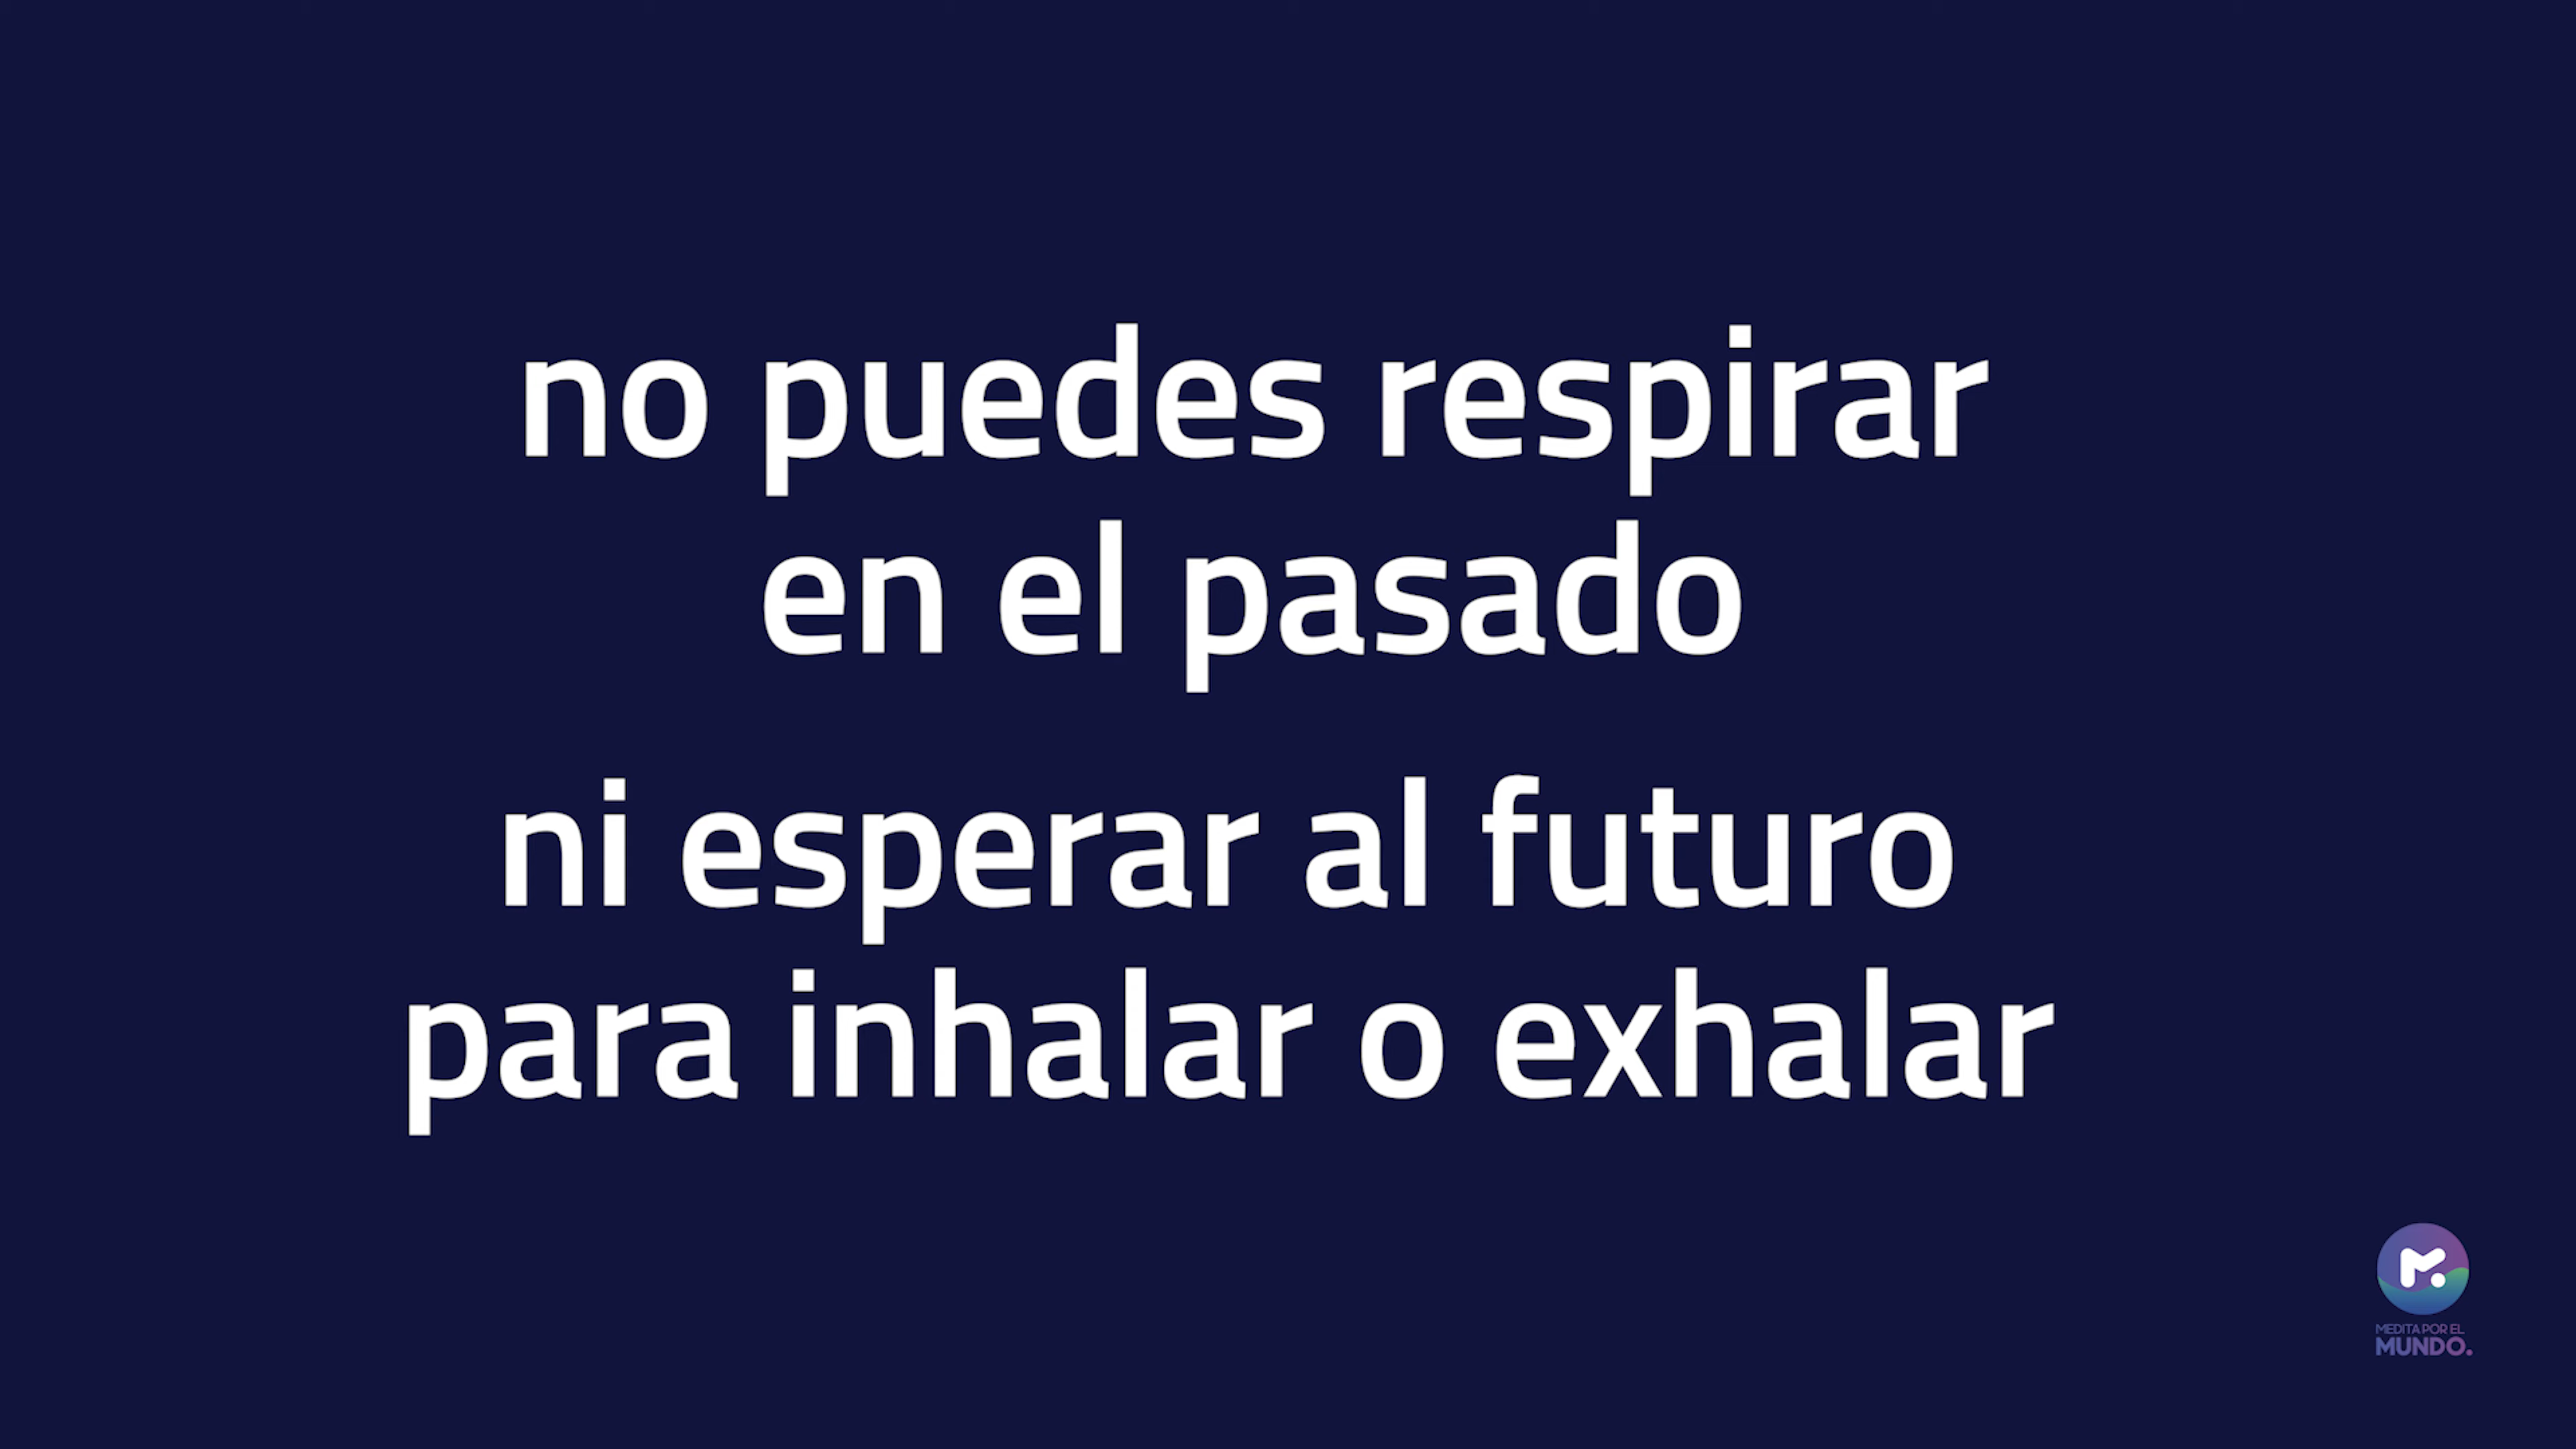 no puedes respirar
en el pasado
ni esperar al futuro
para inhalar o exhalar
MEDITA POR EL
MUNDO.